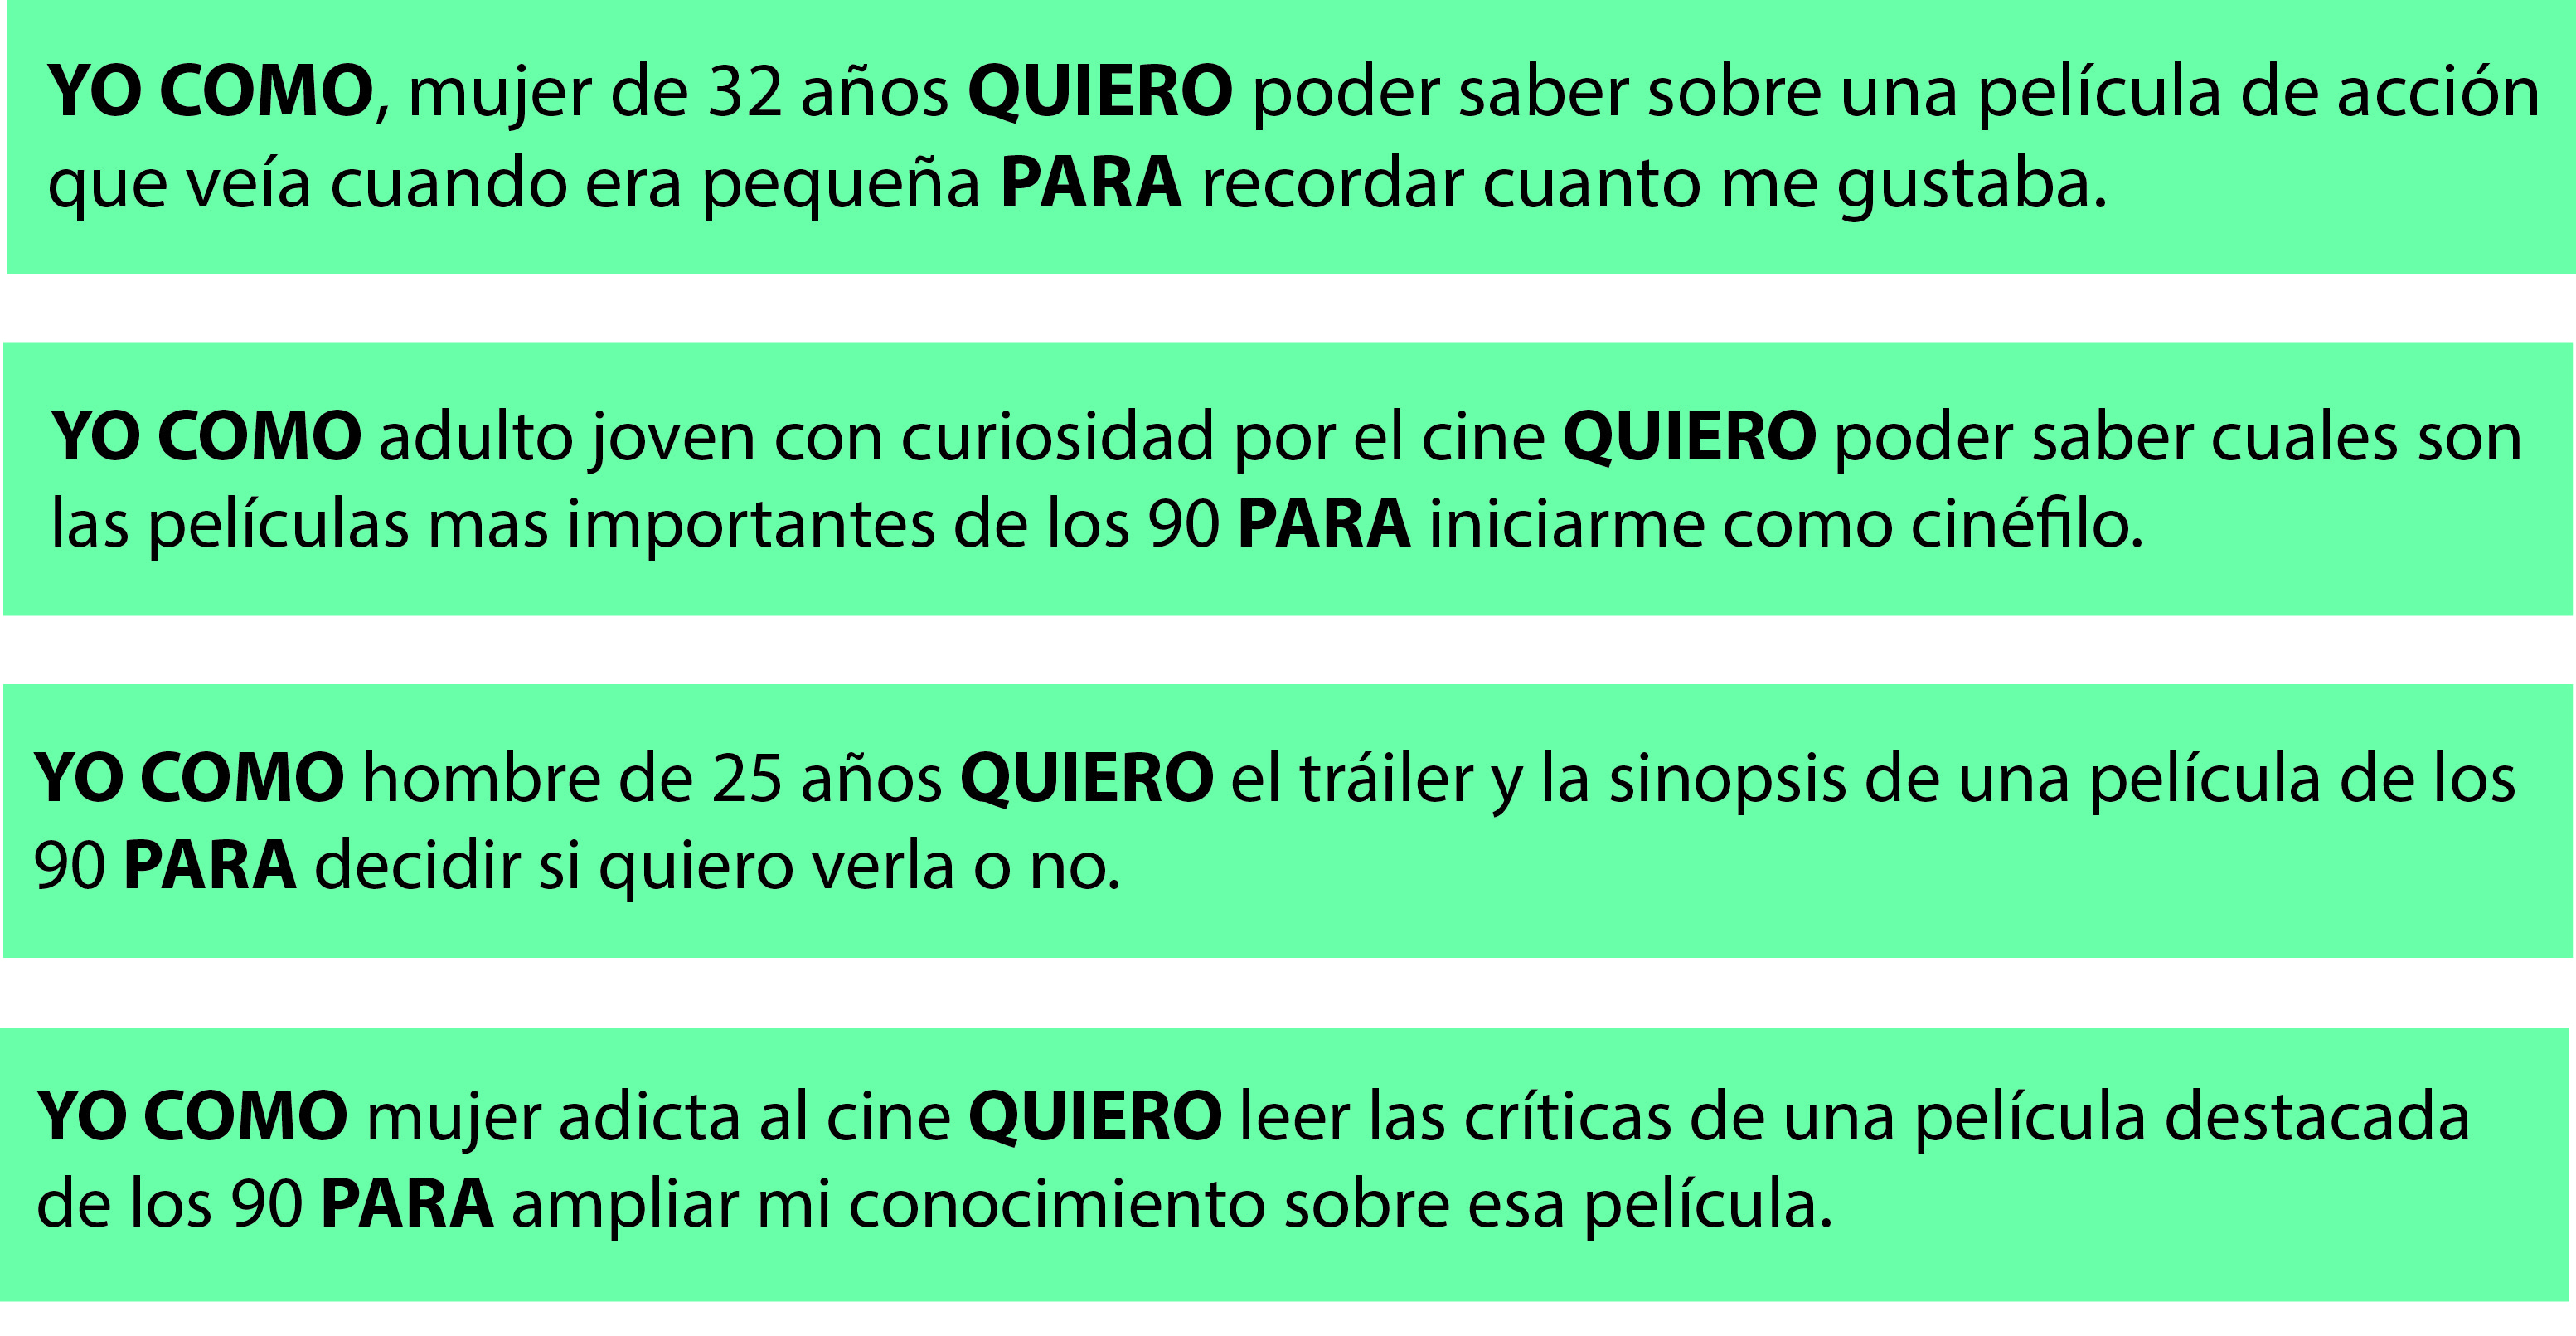 YO COMO, mujer de 32 años QUIERO poder saber sobre una película de acción
que veía cuando era pequeña PARA recordar cuanto me gustaba.
YO COMO adulto joven con curiosidad por el cine QUIERO poder saber cuales son
las películas mas importantes de los 90 PARA iniciarme como cinéfilo.
YO COMO hombre de 25 años QUIERO el tráiler y la sinopsis de una película de los
90 PARA decidir si quiero verla o no.
YO COMO mujer adicta al cine QUIERO leer las críticas de una película destacada
de los 90 PARA ampliar mi conocimiento sobre esa película.